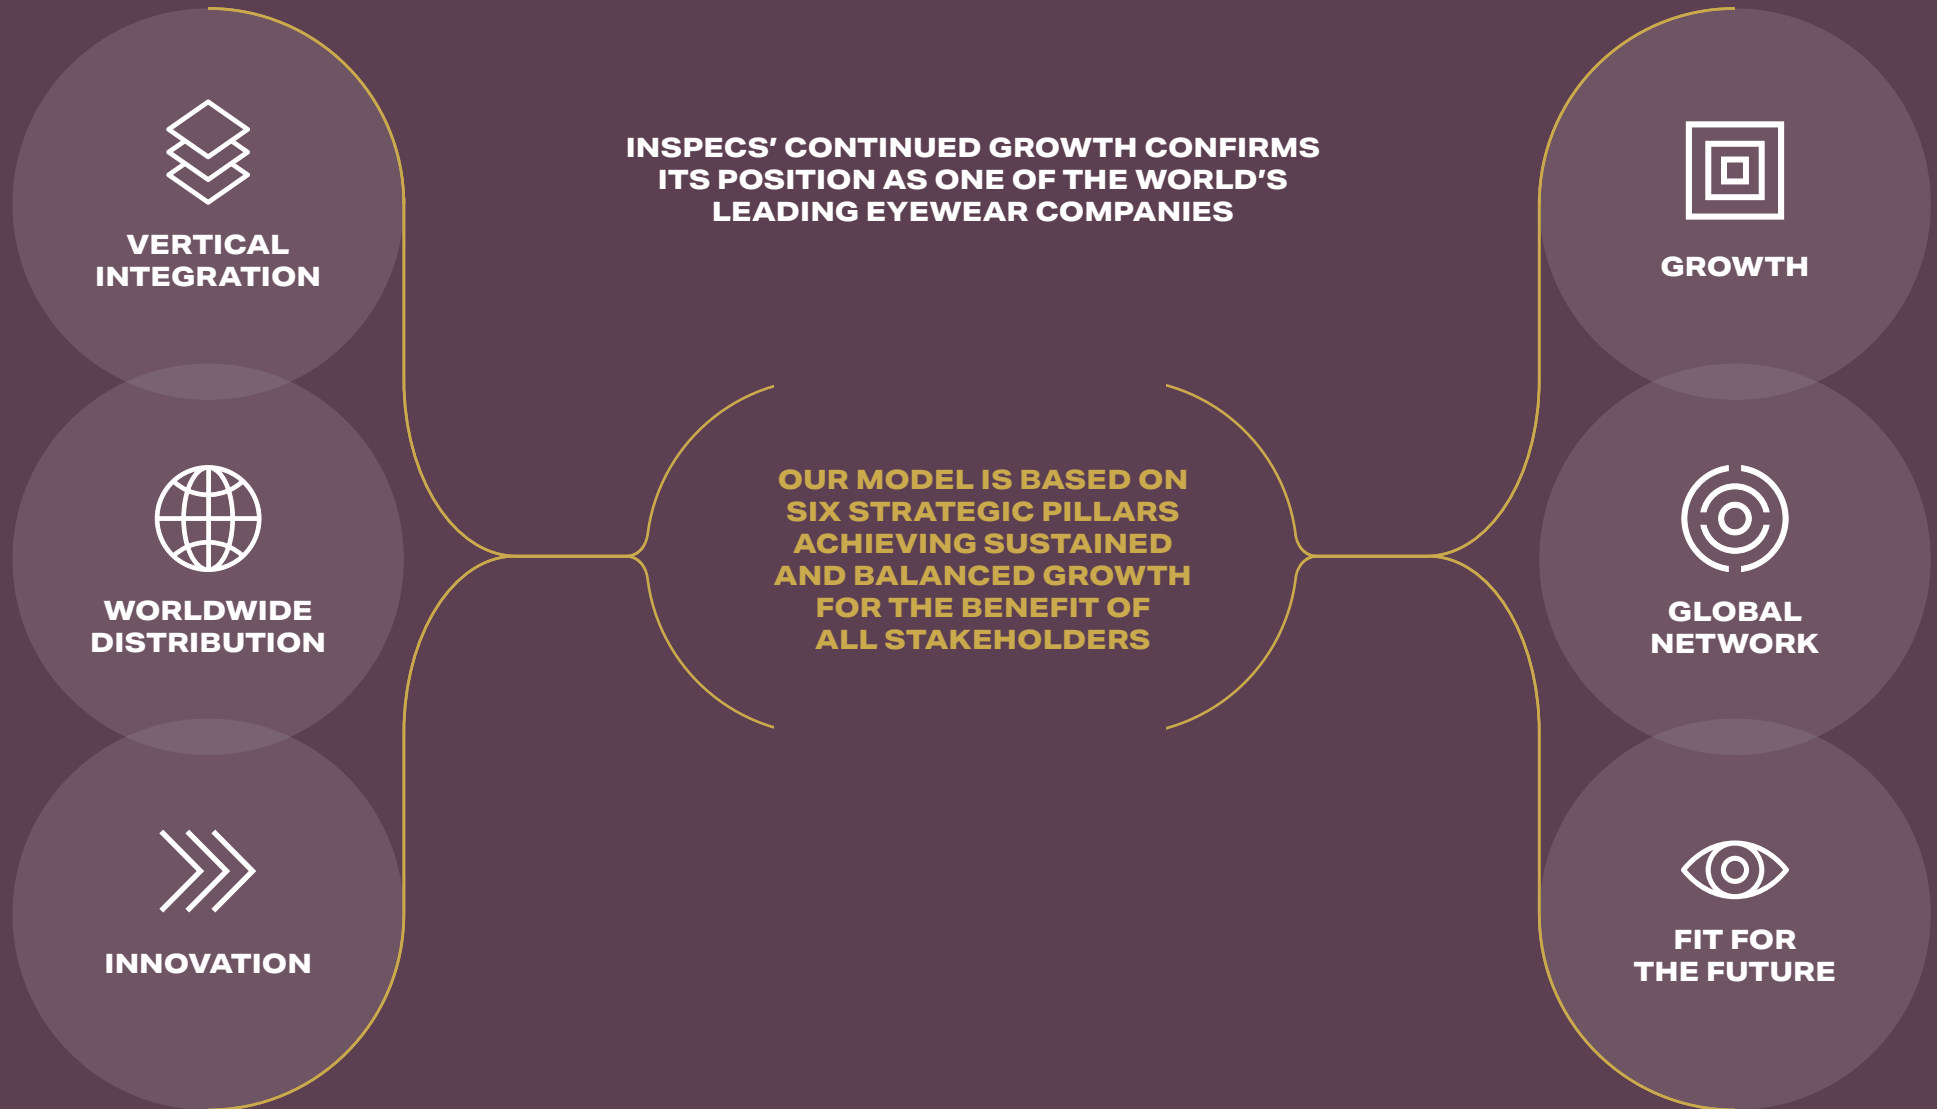 VERTICAL
INTEGRATION
WORLDWIDE
DISTRIBUTION
INNOVATION
INSPECS’ CONTINUED GROWTH CONFIRMS
ITS POSITION AS ONE OF THE WORLD’S
LEADING EYEWEAR COMPANIES
OUR MODEL IS BASED ON
SIX STRATEGIC PILLARS
ACHIEVING SUSTAINED
AND BALANCED GROWTH
FOR THE BENEFIT OF
ALL STAKEHOLDERS
GROWTH
GLOBAL
NETWORK
FIT FOR
THE FUTURE